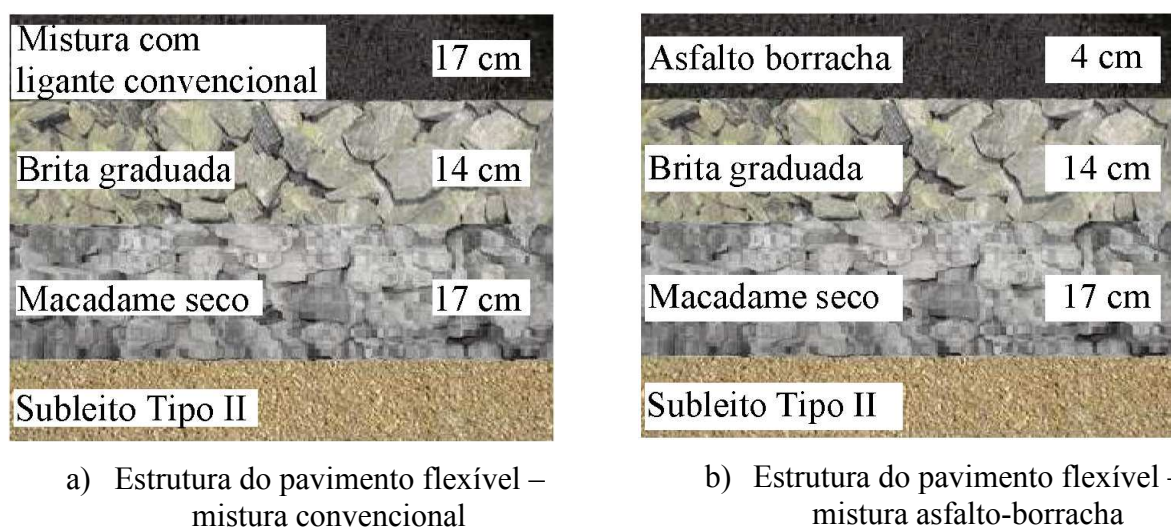 Mistura com
ligante convencional
17 cm
Brita graduada
14 cm
Macadame seco
17 cm
Subleito Tipo II
a) Estrutura do pavimento flexível –
mistura convencional
Asfalto borracha
4 cm
Brita graduada
14 cm
Macadame seco
17 cm
Subleito Tipo II
b) Estrutura do pavimento flexível -
mistura asfalto-borracha